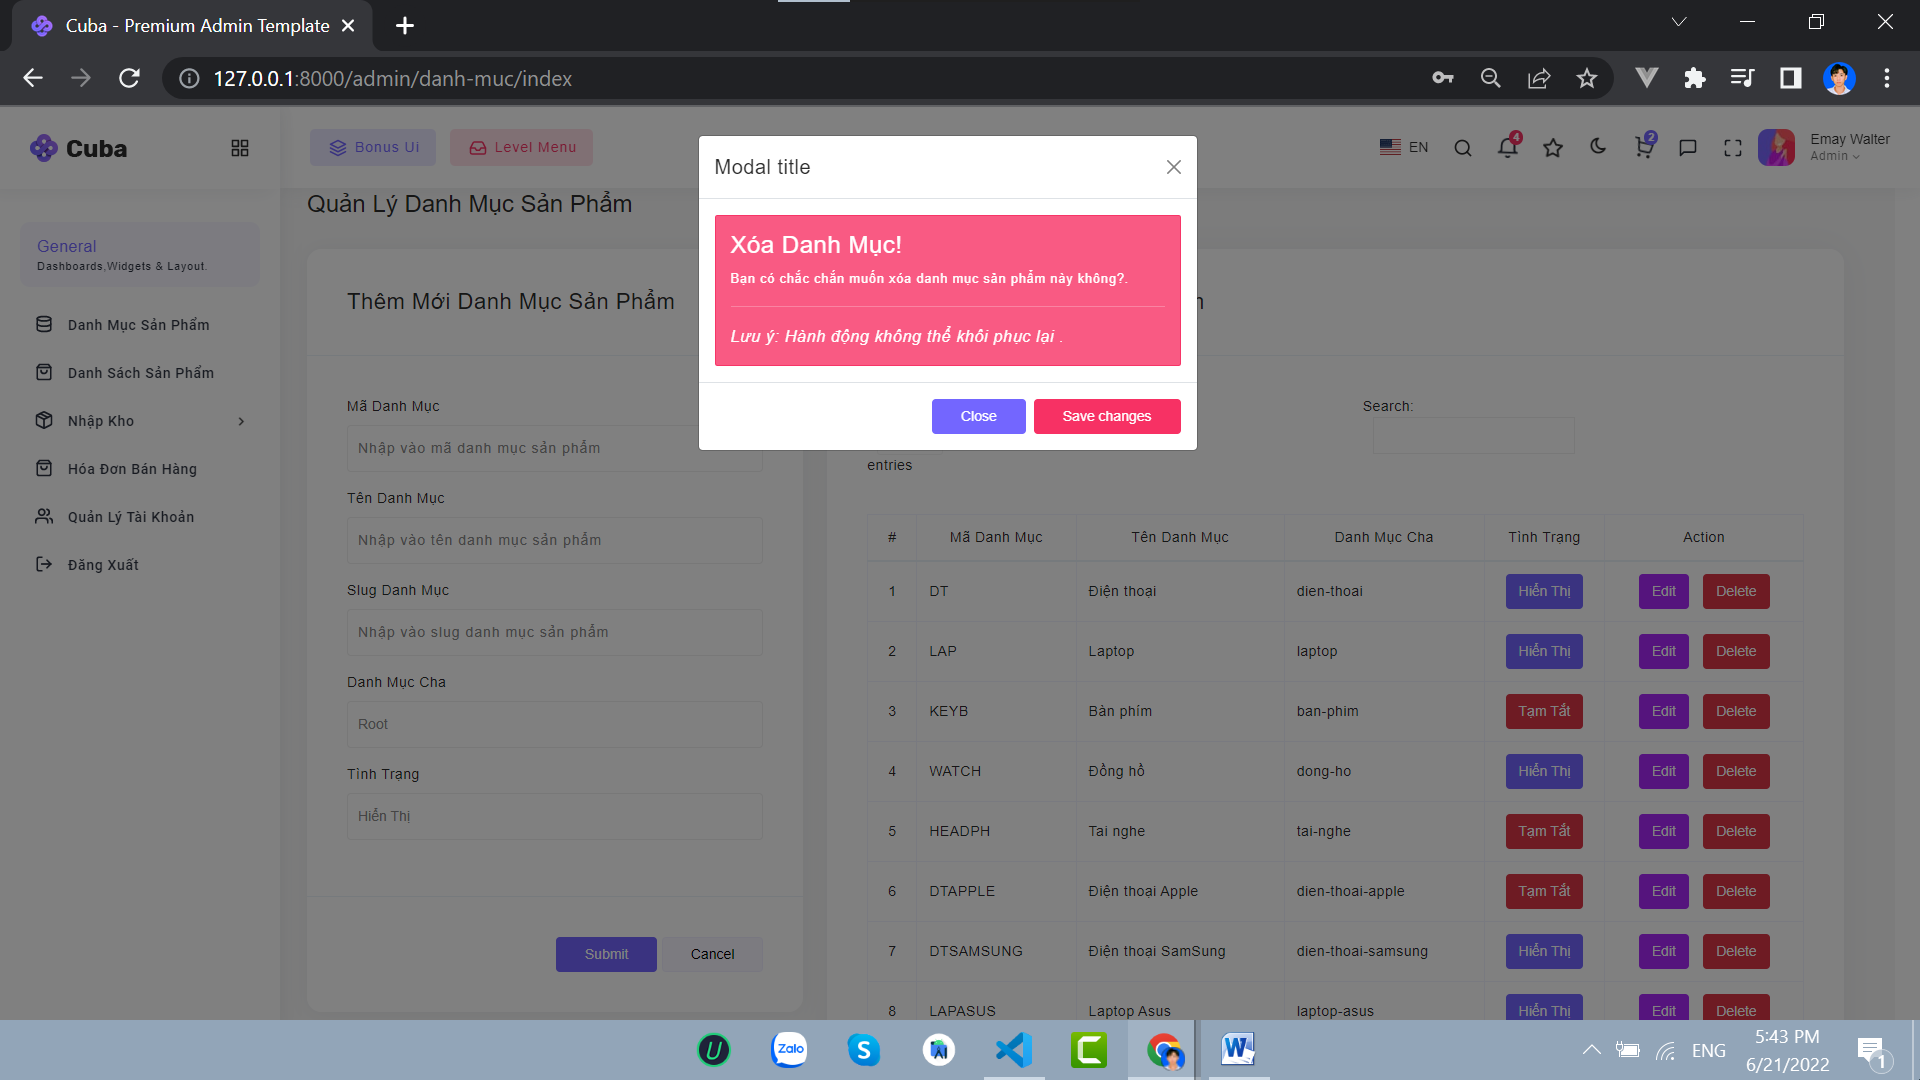 Cuba - Premium Admin Template
127.0.0.1:8000/admin/danh-muc/index
Cuba
Bonus Ui
Level Menu
EN
4
2
Emay Walter
Admin
Quản Lý Danh Mục Sản Phẩm
General
Dashboards,Widgets & Layout.
Danh Mục Sản Phẩm
Danh Sách Sản Phẩm
Nhập Kho
Hóa Đơn Bán Hàng
Quản Lý Tài Khoản
Đăng Xuất
Thêm Mới Danh Mục Sản Phẩm
Mã Danh Mục
Nhập vào mã danh mục sản phẩm
Tên Danh Mục
Nhập vào tên danh mục sản phẩm
Slug Danh Mục
Nhập vào slug danh mục sản phẩm
Danh Mục Cha
Root
Tình Trạng
Hiển Thị
Submit
Cancel
Modal title
Xóa Danh Mục!
Bạn có chắc chắn muốn xóa danh mục sản phẩm này không?.
Lưu ý: Hành động không thể khôi phục lại .
Close
Save changes
Search:
entries
# Mã Danh Mục Tên Danh Mục Danh Mục Cha Tình Trạng Action
1 DT Điện thoại dien-thoai Hiển Thị Edit Delete
2 LAP Laptop laptop Hiển Thị Edit Delete
3 KEYB Bàn phím ban-phim Tạm Tắt Edit Delete
4 WATCH Đồng hồ dong-ho Hiển Thị Edit Delete
5 HEADPH Tai nghe tai-nghe Tạm Tắt Edit Delete
6 DTAPPLE Điện thoại Apple dien-thoai-apple Tạm Tắt Edit Delete
7 DTSAMSUNG Điện thoại SamSung dien-thoai-samsung Hiển Thị Edit Delete
8 LAPASUS Laptop Asus laptop-asus Hiển Thị Edit Delete
Zalo
ENG
5:43 PM
6/21/2022
1